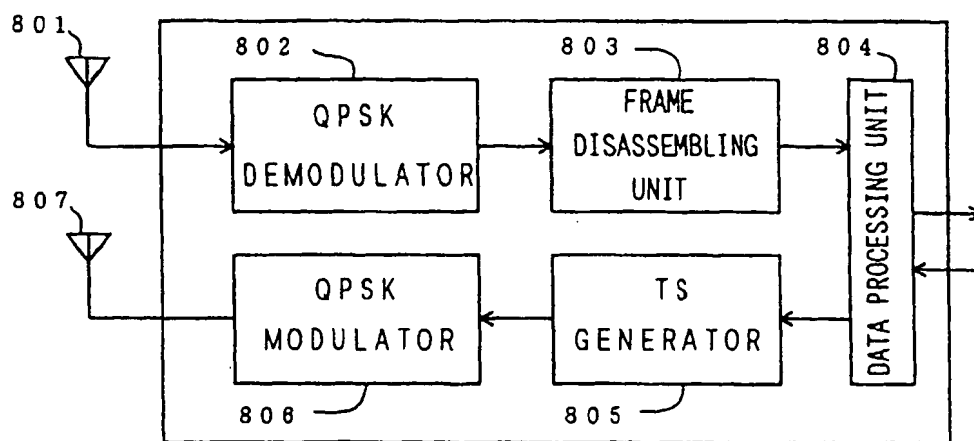 801
802
803
804
QPSK
DEMODULATOR
FRAME
DISASSEMBLING
UNIT
DATA PROCESSING UNIT
807
QPSK
MODULATOR
TS
GENERATOR
806
805